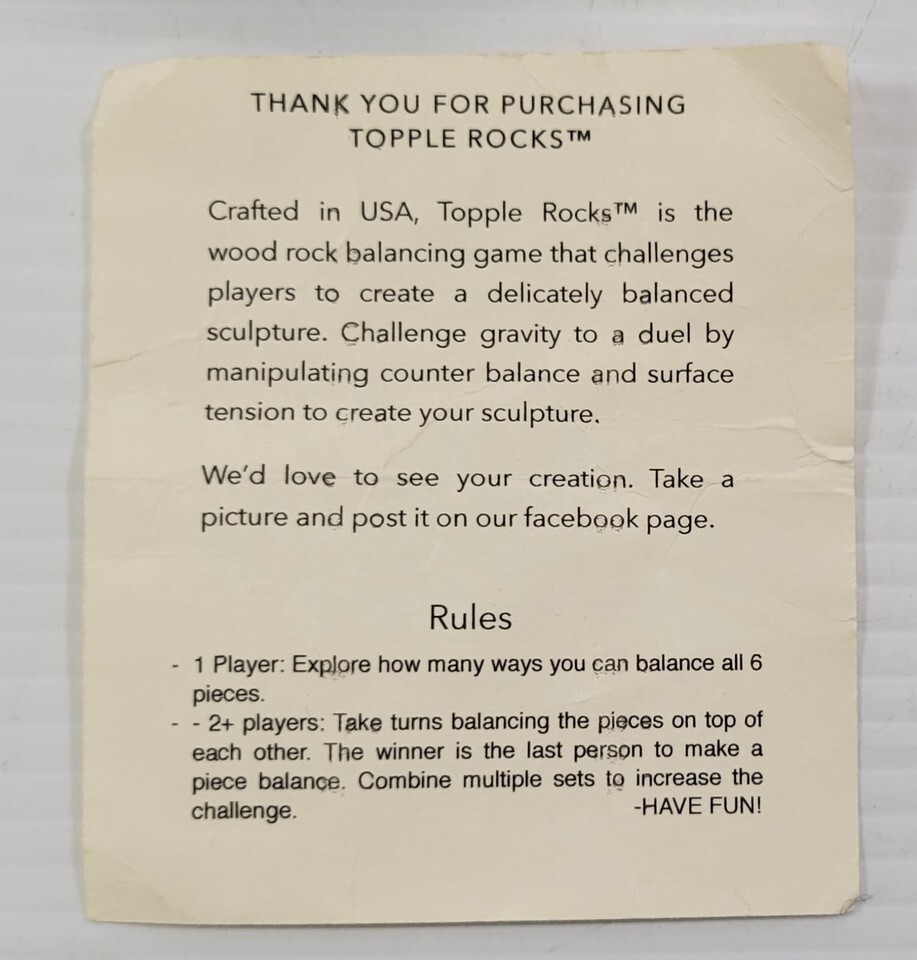 THANK YOU FOR PURCHASING
TOPPLE ROCKS™
Crafted in USA, Topple Rocks™ is the
wood rock balancing game that challenges
players to create a delicately balanced
sculpture. Challenge gravity to a duel by
manipulating counter balance and surface
tension to create your sculpture.
We'd love to see your creation. Take a
picture and post it on our facebook page.
Rules
- 1 Player: Explore how many ways you can balance all 6
pieces.
- - 2+ players: Take turns balancing the pieces on top of
each other. The winner is the last person to make a
piece balance. Combine multiple sets to increase the
challenge. -HAVE FUN!